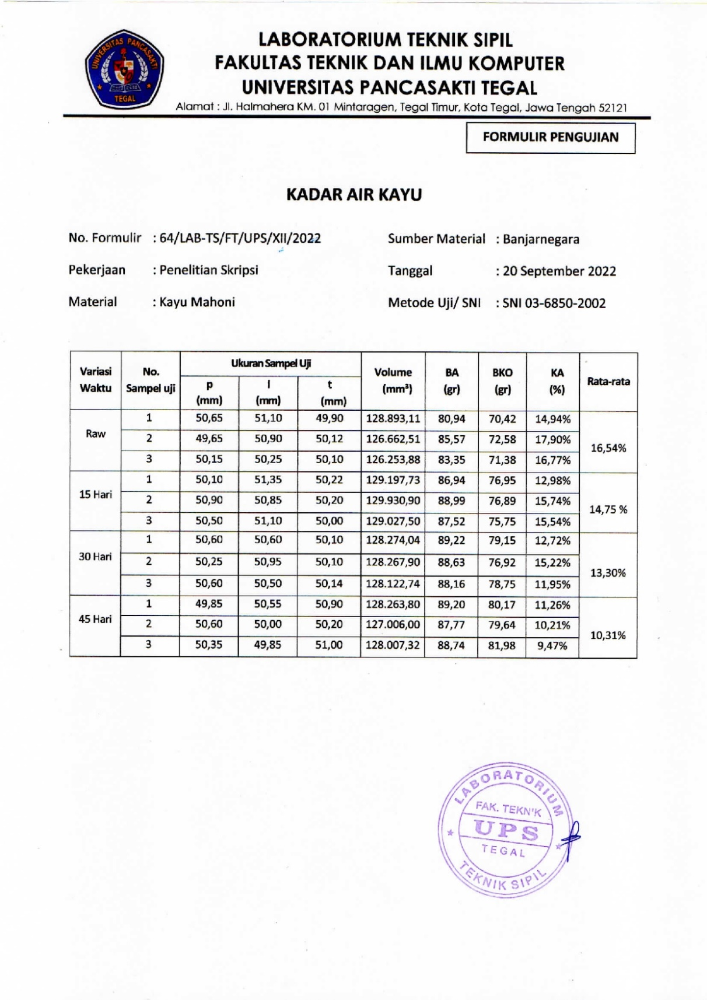 UNIVERSITAS PANCASAKTI
TEGAL
LABORATORIUM TEKNIK SIPIL
FAKULTAS TEKNIK DAN ILMU KOMPUTER
UNIVERSITAS PANCASAKTI TEGAL
Alamat : Jl. Halmahera KM. 01 Mintaragen, Tegal Timur, Kota Tegal, Jawa Tengah 52121
FORMULIR PENGUJIAN
KADAR AIR KAYU
No. Formulir : 64/LAB-TS/FT/UPS/XII/2022 Sumber Material : Banjarnegara
Pekerjaan : Penelitian Skripsi Tanggal : 20 September 2022
Material : Kayu Mahoni Metode Uji/ SNI : SNI 03-6850-2002
Variasi Waktu No. Sampel uji Ukuran Sampel Uji Volume (mm³) BA (gr) BKO (gr) KA (%) Rata-rata
p (mm) l (mm) t (mm)
Raw 1 50,65 51,10 49,90 128.893,11 80,94 70,42 14,94% 16,54%
2 49,65 50,90 50,12 126.662,51 85,57 72,58 17,90%
3 50,15 50,25 50,10 126.253,88 83,35 71,38 16,77%
15 Hari 1 50,10 51,35 50,22 129.197,73 86,94 76,95 12,98% 14,75 %
2 50,90 50,85 50,20 129.930,90 88,99 76,89 15,74%
3 50,50 51,10 50,00 129.027,50 87,52 75,75 15,54%
30 Hari 1 50,60 50,60 50,10 128.274,04 89,22 79,15 12,72% 13,30%
2 50,25 50,95 50,10 128.267,90 88,63 76,92 15,22%
3 50,60 50,50 50,14 128.122,74 88,16 78,75 11,95%
45 Hari 1 49,85 50,55 50,90 128.263,80 89,20 80,17 11,26% 10,31%
2 50,60 50,00 50,20 127.006,00 87,77 79,64 10,21%
3 50,35 49,85 51,00 128.007,32 88,74 81,98 9,47%
LABORATORIUM
FAK. TEKN'K
UPS
TEGAL
TEKNIK SIPIL